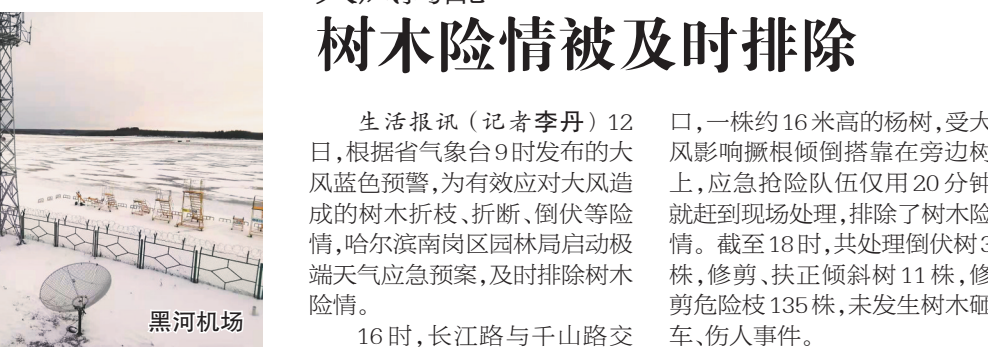 树木险情被及时排除
生活报讯（记者李丹）12
日,根据省气象台9时发布的大
风蓝色预警,为有效应对大风造
成的树木折枝、折断、倒伏等险
情,哈尔滨南岗区园林局启动极
端天气应急预案,及时排除树木
险情。
16时,长江路与千山路交
口,一株约16米高的杨树,受大
风影响撅根倾倒搭靠在旁边树
上,应急抢险队伍仅用20分钟
就赶到现场处理,排除了树木险
情。截至18时,共处理倒伏树3
株,修剪、扶正倾斜树11株,修
剪危险枝135株,未发生树木砸
车、伤人事件。
黑河机场